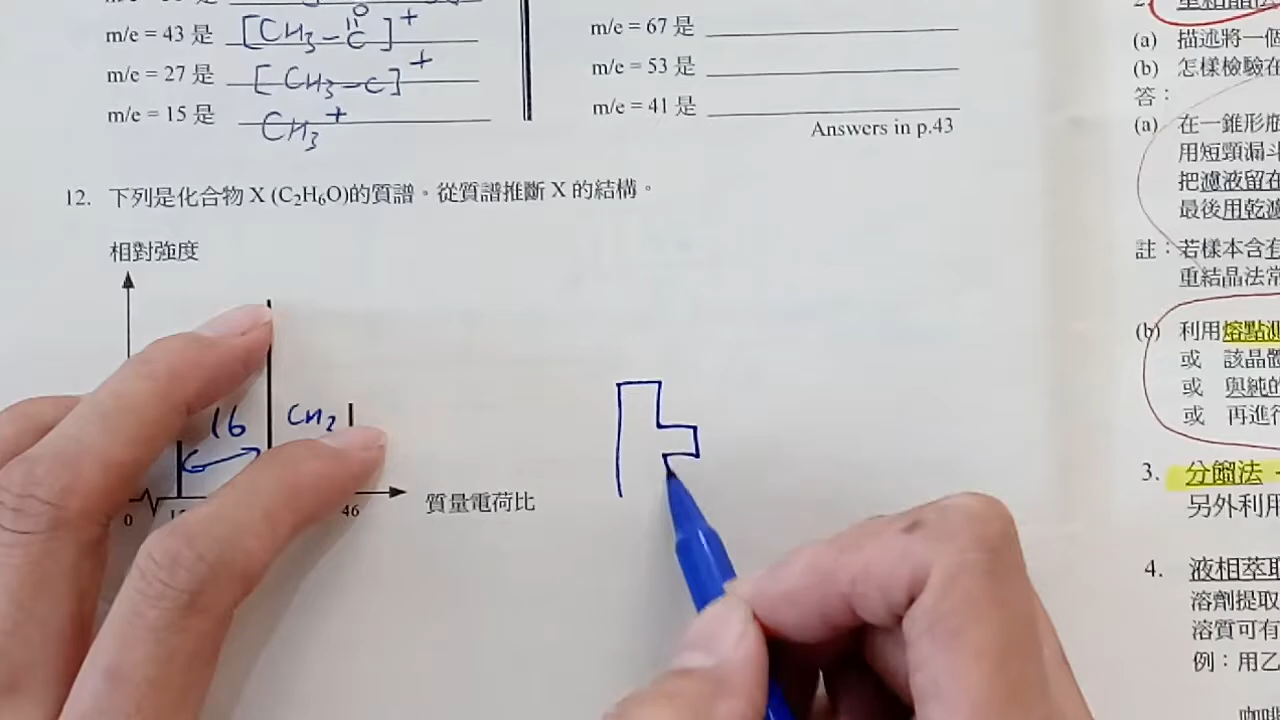 m/e = 43 是 [CH3–C=O]+
m/e = 27 是 [CH3–C]+
m/e = 15 是 CH3+
m/e = 67 是
m/e = 53 是
m/e = 41 是
Answers in p.43
12. 下列是化合物 X (C2H6O)的質譜。從質譜推斷 X 的結構。
相對強度
16
CH2
0
46
質量電荷比
(a) 描述將一個
(b) 怎樣檢驗在
答：
(a) 在一錐形瓶
用短頸漏斗
把濾液留在
最後用乾濾
註：若樣本含有
重結晶法常
(b) 利用熔點測
或 該晶體
或 與純的
或 再進行
3. 分餾法
另外利用
4. 液相萃取
溶劑提取
溶質可有
例：用乙